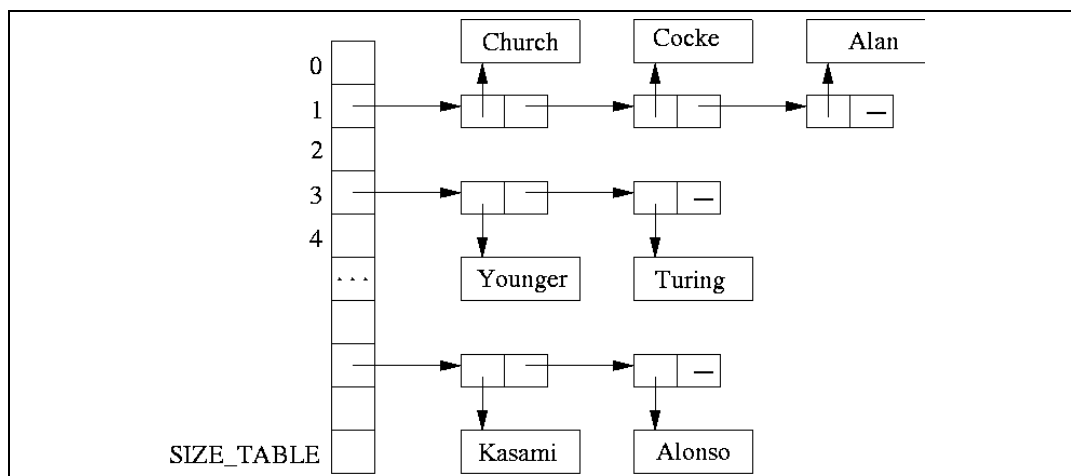 Church Cocke Alan
0
1
2
3
4
Younger Turing
...
SIZE_TABLE Kasami Alonso